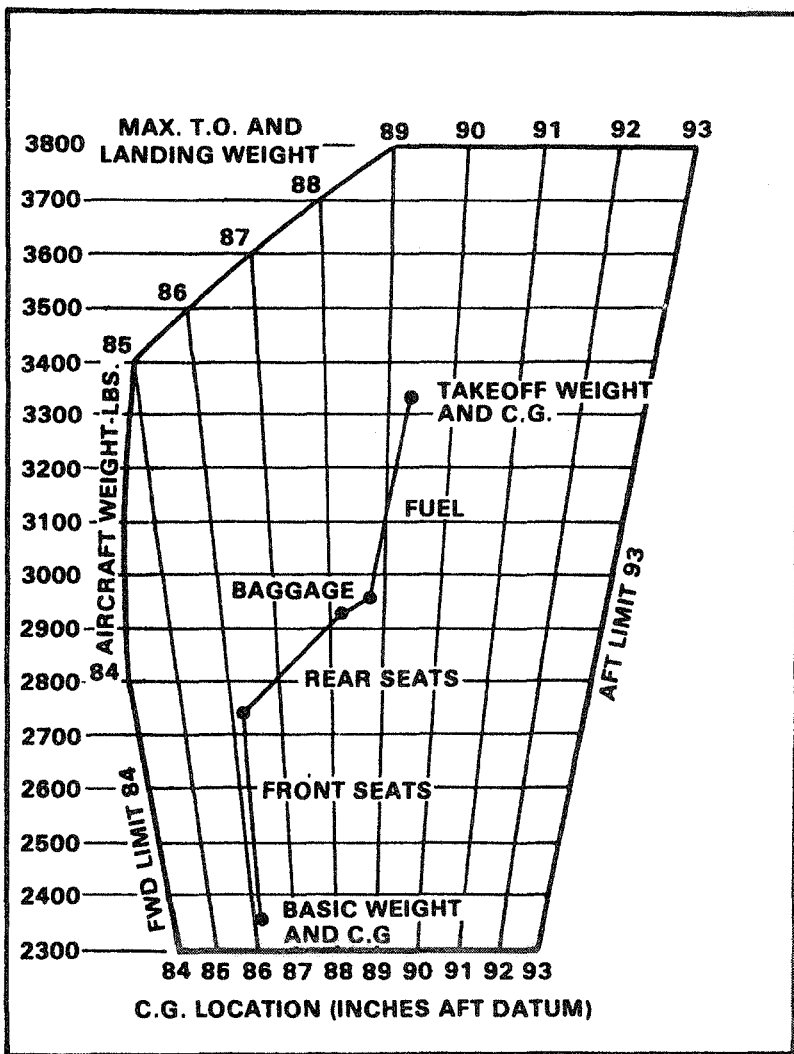 MAX. T.O. AND
LANDING WEIGHT
89 90 91 92 93
88
87
86
85
84
3800
3700
3600
3500
3400
3300
3200
3100
3000
2900
2800
2700
2600
2500
2400
2300
AIRCRAFT WEIGHT-LBS.
FWD LIMIT 84
TAKEOFF WEIGHT
AND C.G.
FUEL
BAGGAGE
REAR SEATS
FRONT SEATS
BASIC WEIGHT
AND C.G
AFT LIMIT 93
84 85 86 87 88 89 90 91 92 93
C.G. LOCATION (INCHES AFT DATUM)